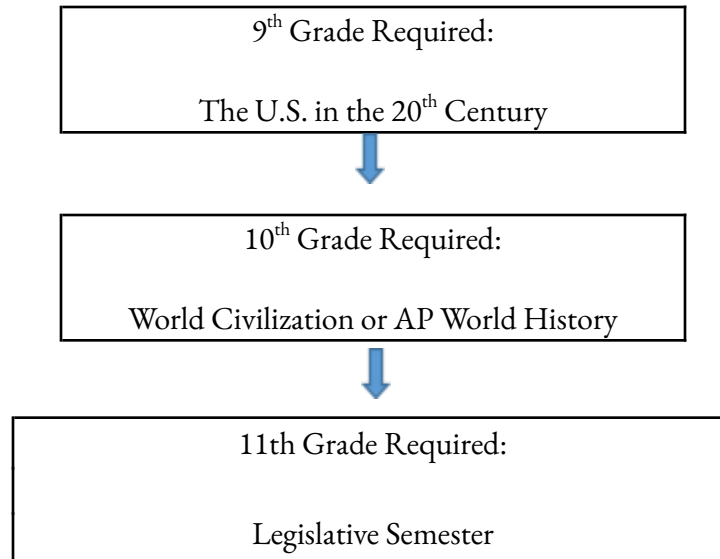 9th Grade Required:
The U.S. in the 20th Century
10th Grade Required:
World Civilization or AP World History
11th Grade Required:
Legislative Semester